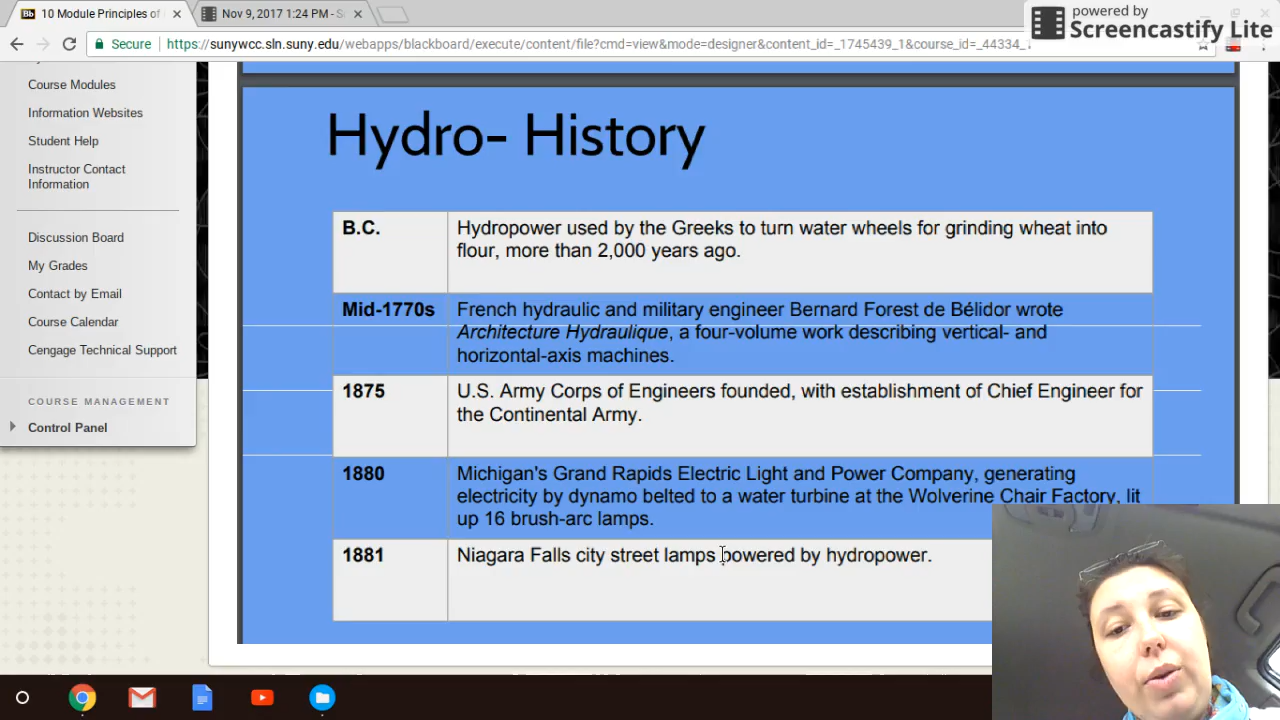 10 Module Principles of
Nov 9, 2017 1:24 PM - S
powered by
Screencastify Lite
Secure
https://sunywcc.sln.suny.edu/webapps/blackboard/execute/content/file?cmd=view&mode=designer&content_id=_1745439_1&course_id=_44334_1
Course Modules
Information Websites
Student Help
Instructor Contact
Information
Discussion Board
My Grades
Contact by Email
Course Calendar
Cengage Technical Support
COURSE MANAGEMENT
Control Panel
Hydro- History
B.C.
Hydropower used by the Greeks to turn water wheels for grinding wheat into
flour, more than 2,000 years ago.
Mid-1770s
French hydraulic and military engineer Bernard Forest de Bélidor wrote
Architecture Hydraulique, a four-volume work describing vertical- and
horizontal-axis machines.
1875
U.S. Army Corps of Engineers founded, with establishment of Chief Engineer for
the Continental Army.
1880
Michigan's Grand Rapids Electric Light and Power Company, generating
electricity by dynamo belted to a water turbine at the Wolverine Chair Factory, lit
up 16 brush-arc lamps.
1881
Niagara Falls city street lamps powered by hydropower.